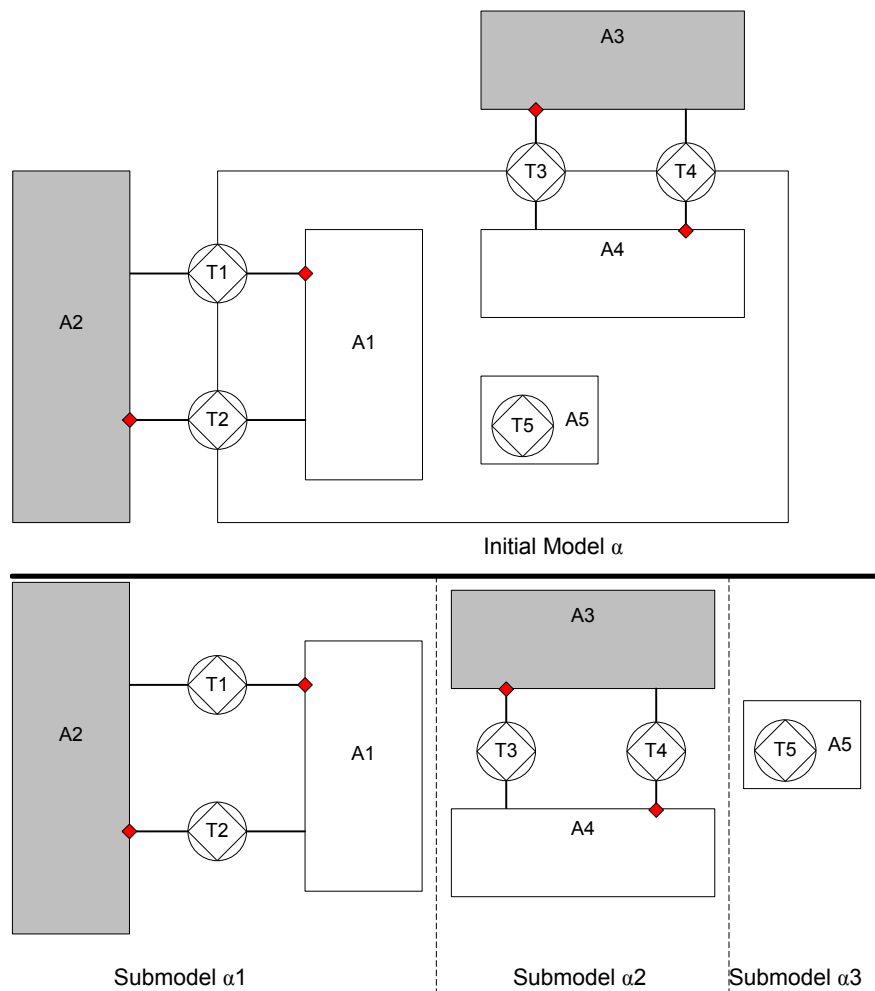 A3
T3
T4
A4
T1
A2
A1
T2
T5
A5
Initial Model α
A3
T1
A2
A1
T3
T4
T5
A5
T2
A4
Submodel α1
Submodel α2
Submodel α3